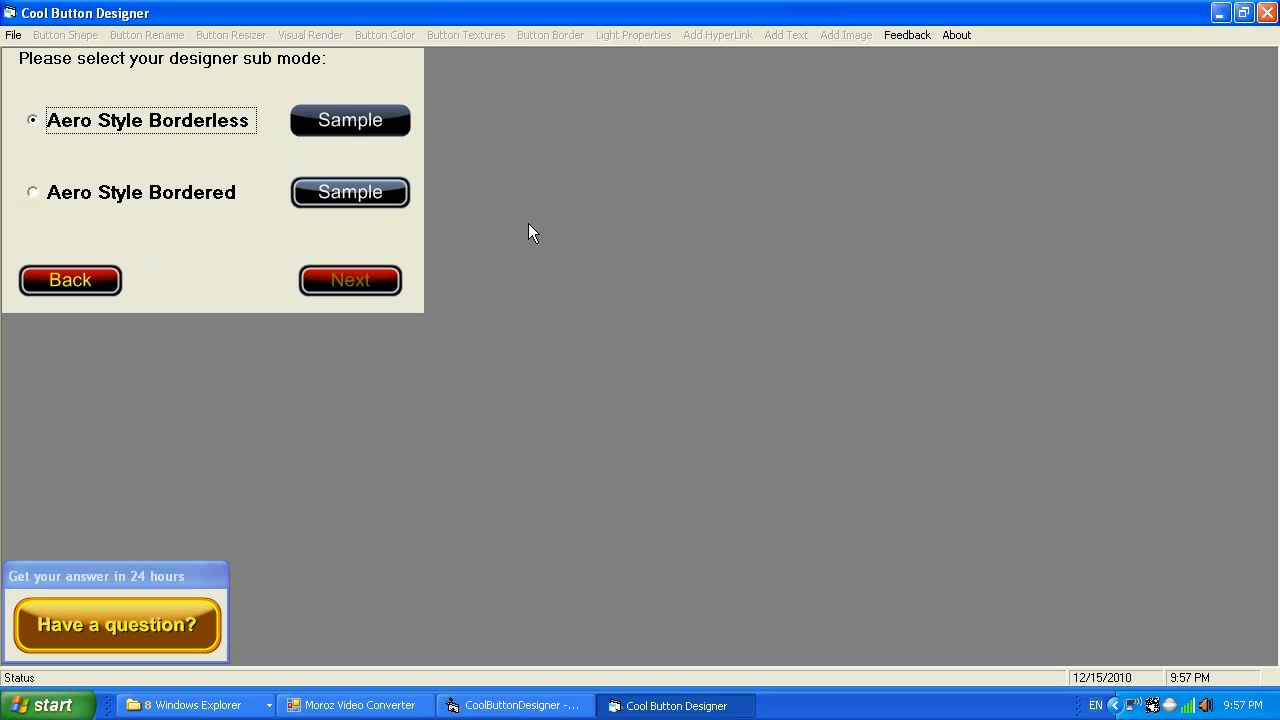 Cool Button Designer
File Button Shape Button Rename Button Resizer Visual Render Button Color Button Textures Button Border Light Properties Add HyperLink Add Text Add Image Feedback About
Please select your designer sub mode:
Aero Style Borderless Sample
Aero Style Bordered Sample
Back Next
Get your answer in 24 hours
Have a question?
Status 12/15/2010 9:57 PM
start 8 Windows Explorer Moroz Video Converter CoolButtonDesigner -... Cool Button Designer EN 9:57 PM